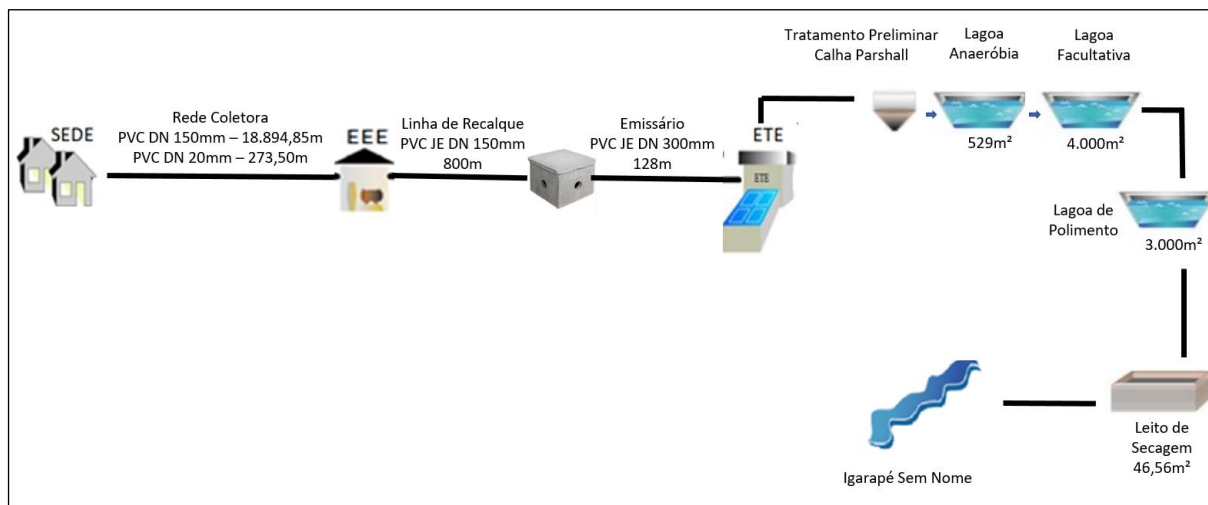 Tratamento Preliminar
Calha Parshall
Lagoa
Anaeróbia
Lagoa
Facultativa
SEDE
Rede Coletora
PVC DN 150mm – 18.894,85m
PVC DN 20mm – 273,50m
EEE
Linha de Recalque
PVC JE DN 150mm
800m
Emissário
PVC JE DN 300mm
128m
ETE
ETE
529m²
4.000m²
Lagoa de
Polimento
3.000m²
Leito de
Secagem
46,56m²
Igarapé Sem Nome